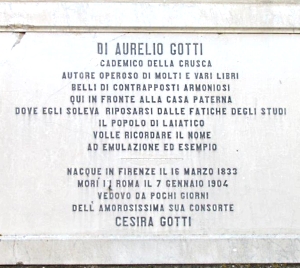 DI AURELIO GOTTI
CADEMICO DELLA CRUSCA
AUTORE OPEROSO DI MOLTI E VARI LIBRI
BELLI DI CONTRAPPOSTI ARMONIOSI
QUI IN FRONTE ALLA CASA PATERNA
DOVE EGLI SOLEVA RIPOSARSI DALLE FATICHE DEGLI STUDI
IL POPOLO DI LAIATICO
VOLLE RICORDARE IL NOME
AD EMULAZIONE ED ESEMPIO
NACQUE IN FIRENZE IL 16 MARZO 1833
MORÌ I ROMA IL 7 GENNAIO 1904
VEDOVO DA POCHI GIORNI
DELL'AMOROSISSIMA SUA CONSORTE
CESIRA GOTTI